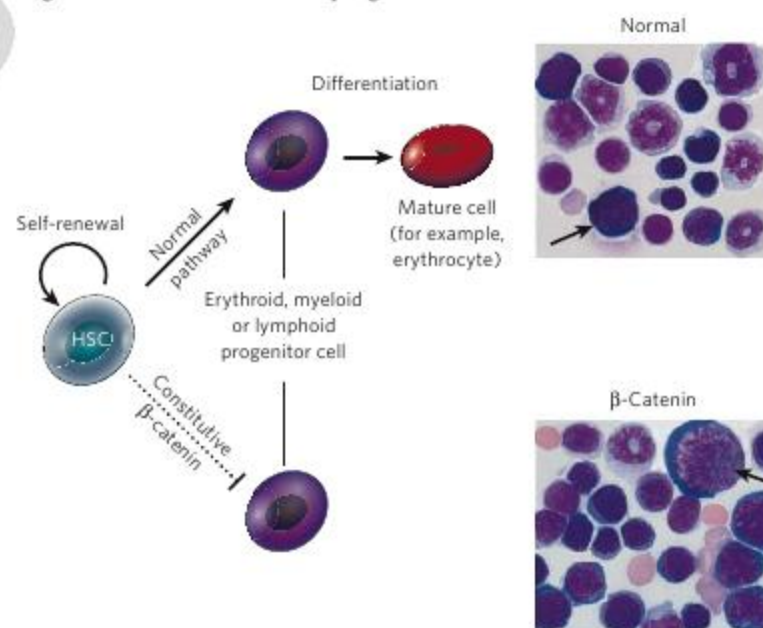 Normal
Differentiation
Self-renewal
Normal
pathway
Mature cell
(for example,
erythrocyte)
HSC
Erythroid, myeloid
or lymphoid
progenitor cell
Constitutive
β-catenin
β-Catenin